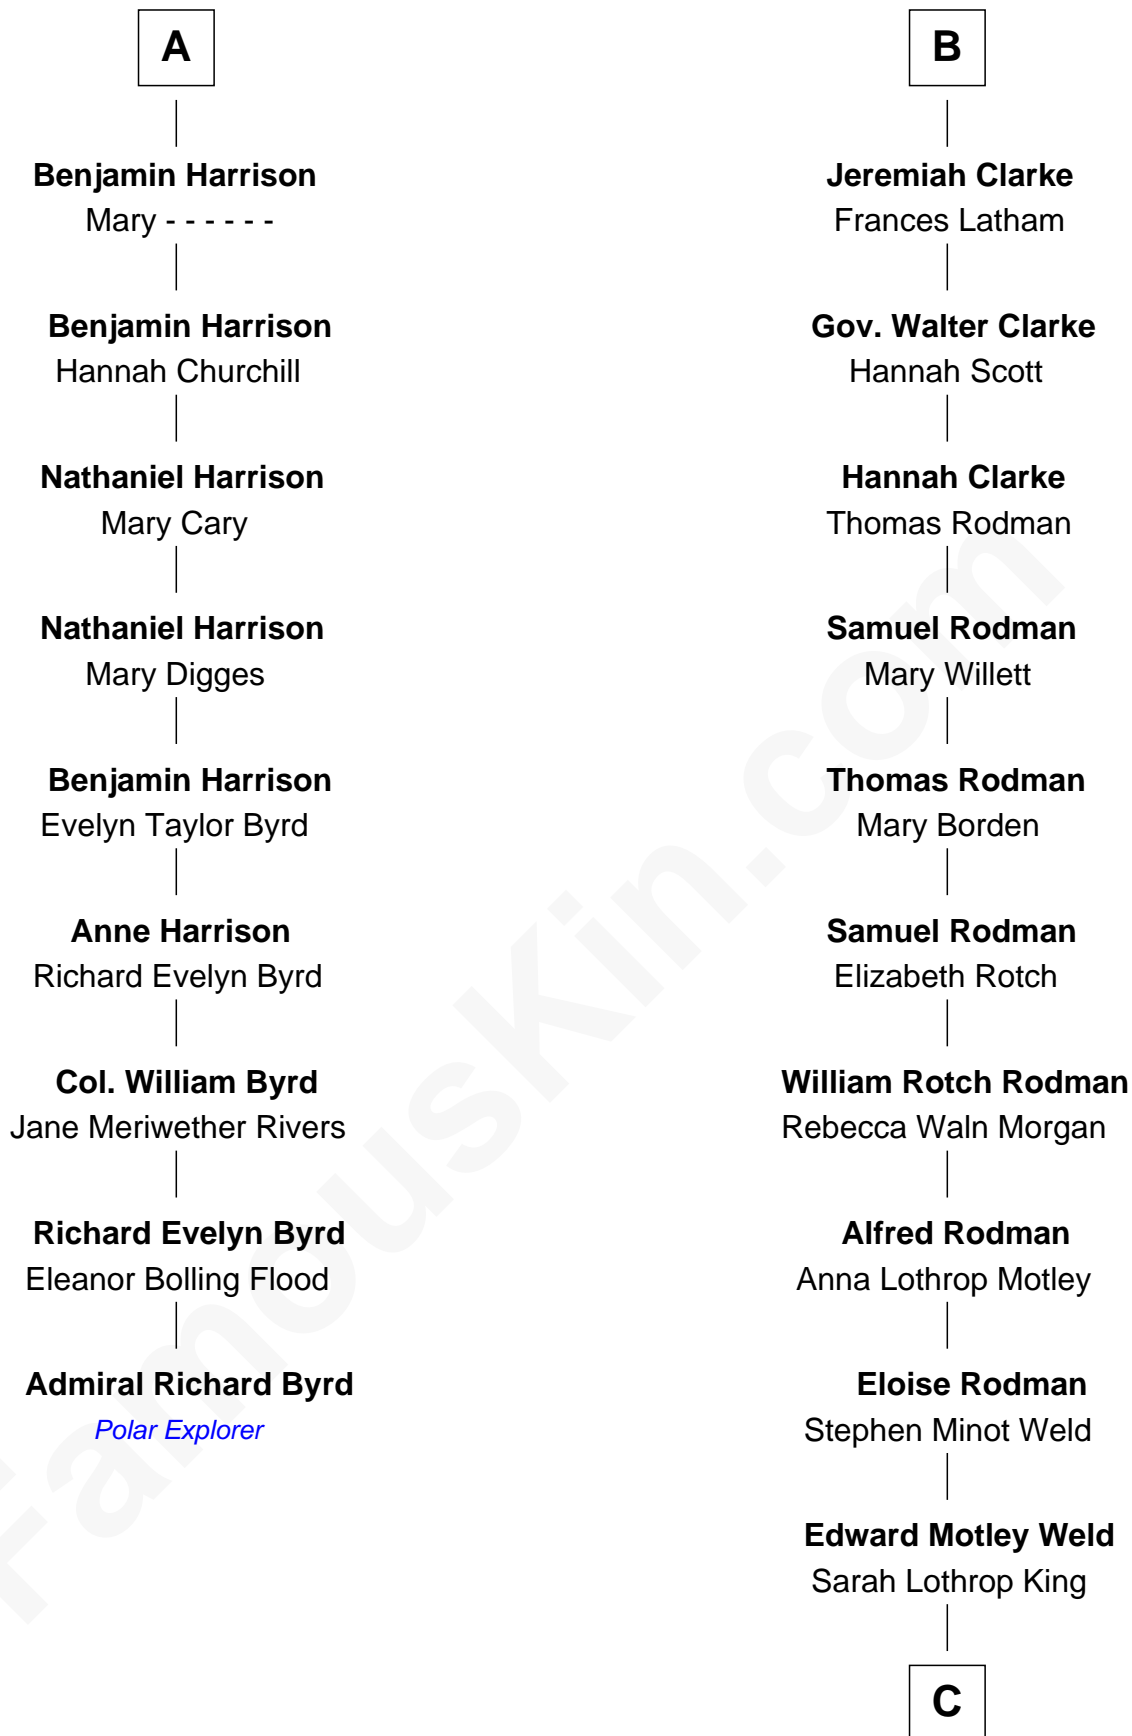 A
Benjamin Harrison
Mary - - - - - -
Benjamin Harrison
Hannah Churchill
Nathaniel Harrison
Mary Cary
Nathaniel Harrison
Mary Digges
Benjamin Harrison
Evelyn Taylor Byrd
Anne Harrison
Richard Evelyn Byrd
Col. William Byrd
Jane Meriwether Rivers
Richard Evelyn Byrd
Eleanor Bolling Flood
Admiral Richard Byrd
Polar Explorer
B
Jeremiah Clarke
Frances Latham
Gov. Walter Clarke
Hannah Scott
Hannah Clarke
Thomas Rodman
Samuel Rodman
Mary Willett
Thomas Rodman
Mary Borden
Samuel Rodman
Elizabeth Rotch
William Rotch Rodman
Rebecca Waln Morgan
Alfred Rodman
Anna Lothrop Motley
Eloise Rodman
Stephen Minot Weld
Edward Motley Weld
Sarah Lothrop King
C
FamousKin.com